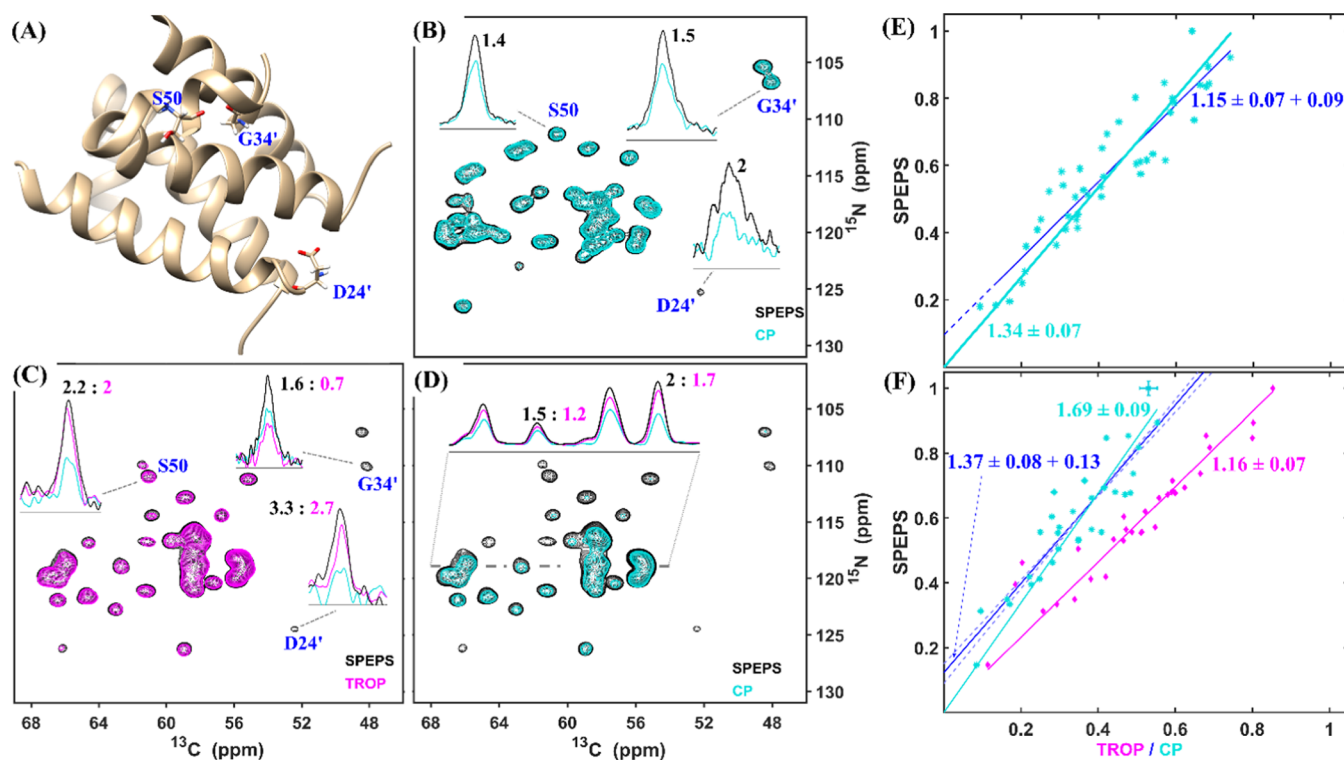 (A)
S50
G34'
D24'
(B)
1.4
1.5
S50
G34'
2
D24'
SPEPS
CP
105
110
115
120
125
130
15N (ppm)
(C)
2.2 : 2
1.6 : 0.7
S50
G34'
3.3 : 2.7
D24'
SPEPS
TROP
68 64 60 56 52 48
13C (ppm)
(D)
2 : 1.7
1.5 : 1.2
SPEPS
CP
105
110
115
120
125
130
15N (ppm)
68 64 60 56 52 48
13C (ppm)
(E)
1
0.8
0.6
0.4
0.2
SPEPS
1.15 ± 0.07 + 0.09
1.34 ± 0.07
(F)
1
0.8
0.6
0.4
0.2
SPEPS
1.69 ± 0.09
1.37 ± 0.08 + 0.13
1.16 ± 0.07
0.2 0.4 0.6 0.8 1
TROP / CP